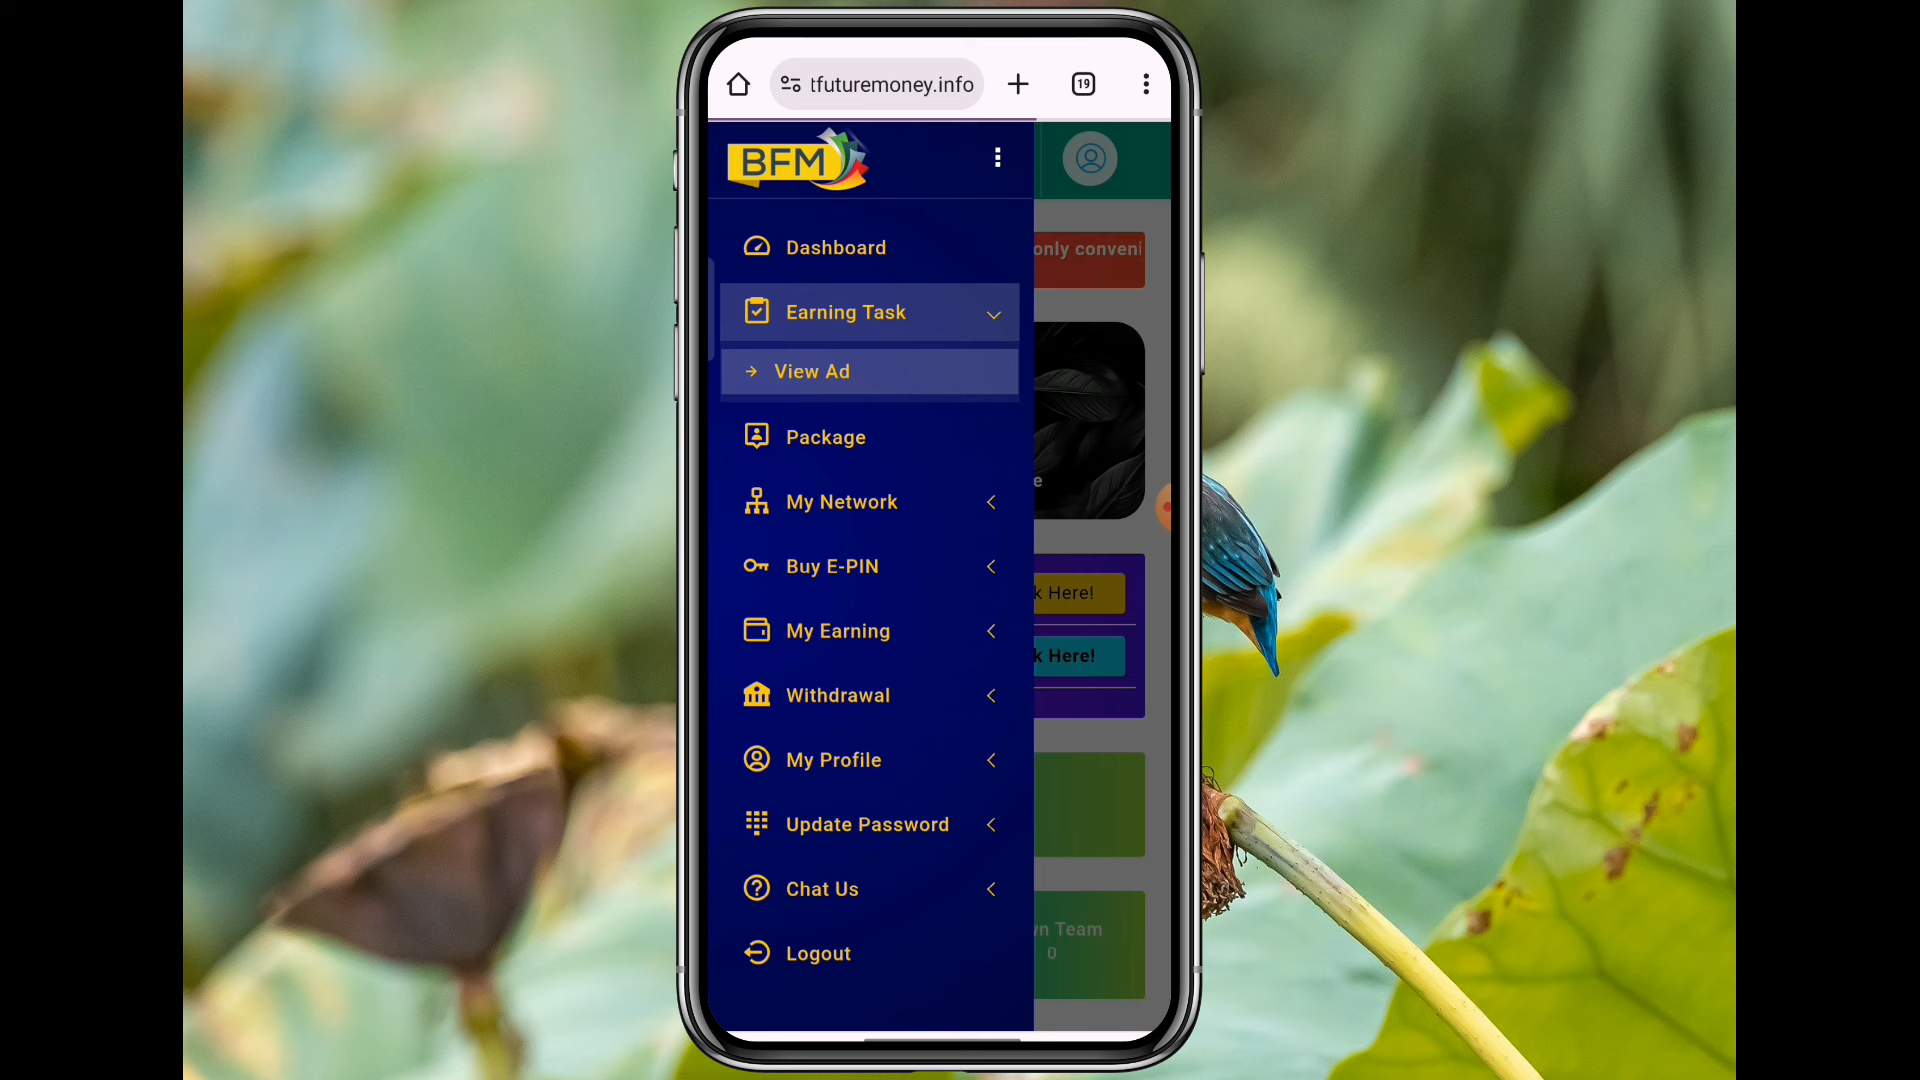 tfuturemoney.info
19
BFM
Dashboard
only conveni
Earning Task
View Ad
Package
e
My Network
Buy E-PIN
k Here!
My Earning
k Here!
Withdrawal
My Profile
Update Password
Chat Us
vn Team
0
Logout